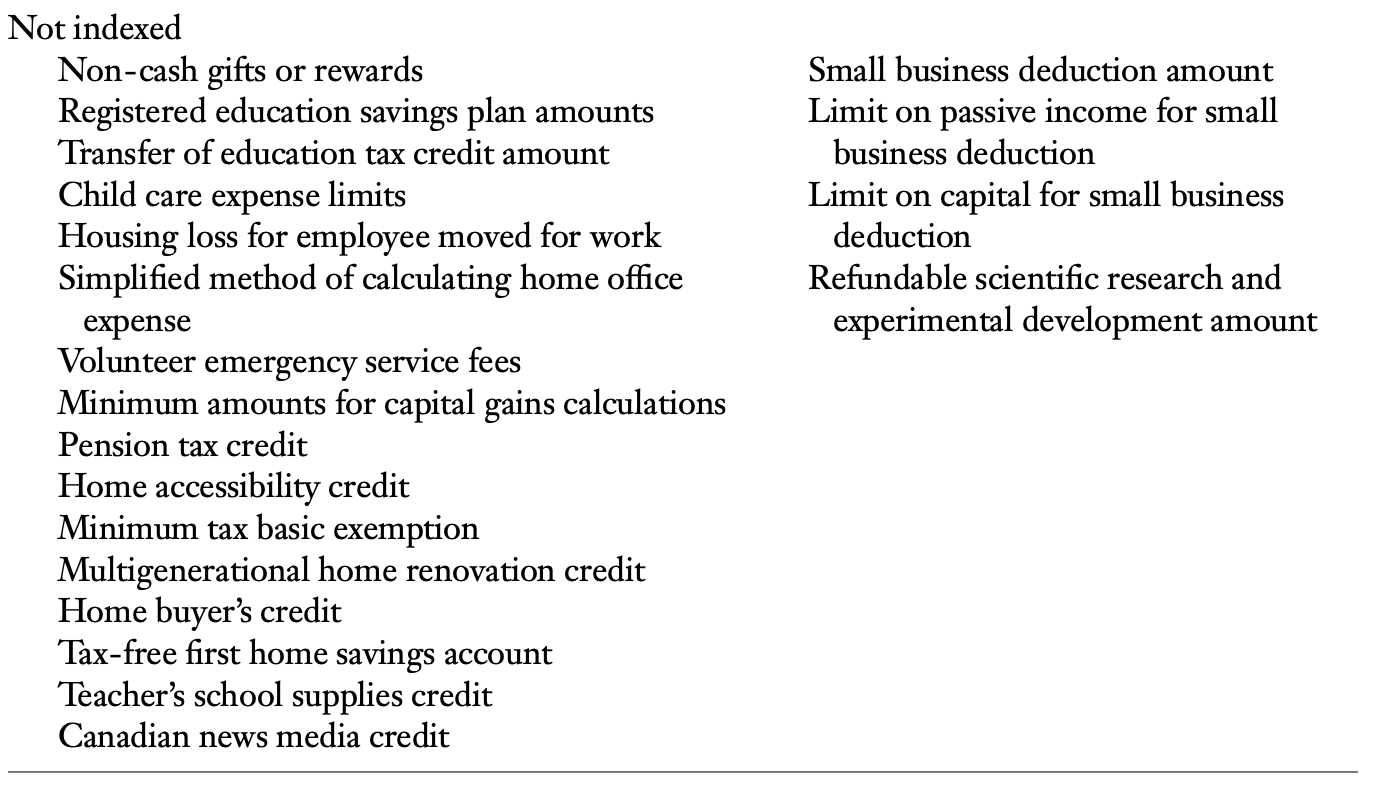 Not indexed
Non-cash gifts or rewards
Registered education savings plan amounts
Transfer of education tax credit amount
Child care expense limits
Housing loss for employee moved for work
Simplified method of calculating home office
expense
Volunteer emergency service fees
Minimum amounts for capital gains calculations
Pension tax credit
Home accessibility credit
Minimum tax basic exemption
Multigenerational home renovation credit
Home buyer’s credit
Tax-free first home savings account
Teacher’s school supplies credit
Canadian news media credit
Small business deduction amount
Limit on passive income for small
business deduction
Limit on capital for small business
deduction
Refundable scientific research and
experimental development amount